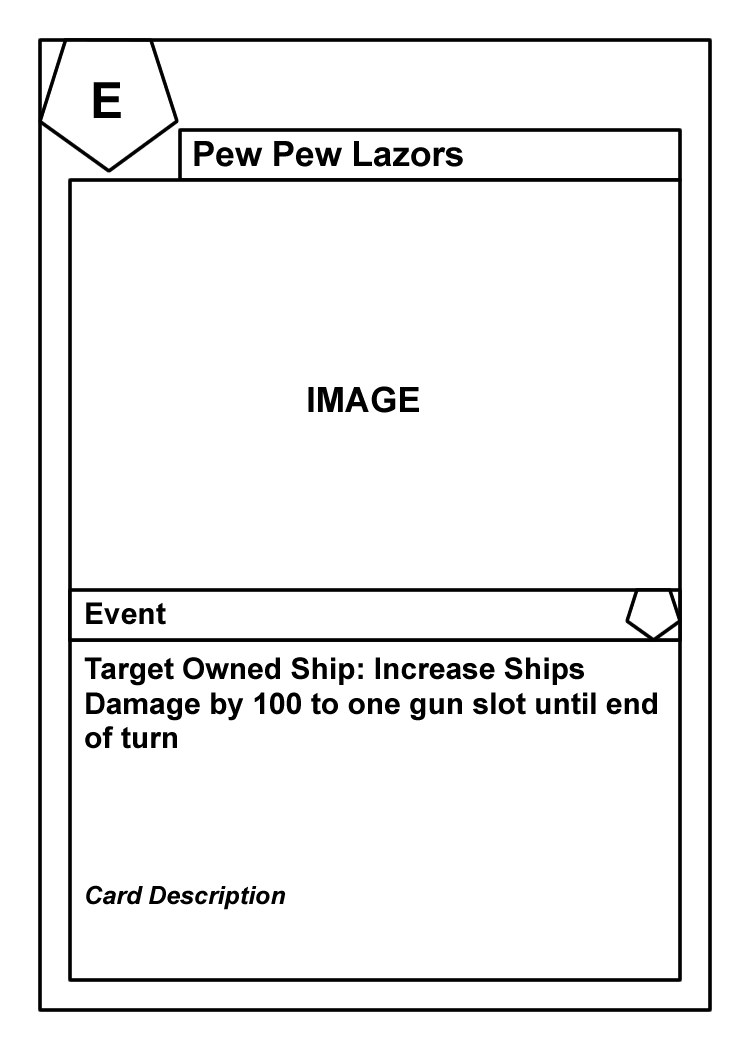 E
Pew Pew Lazors
IMAGE
Event
Target Owned Ship: Increase Ships
Damage by 100 to one gun slot until end
of turn
Card Description